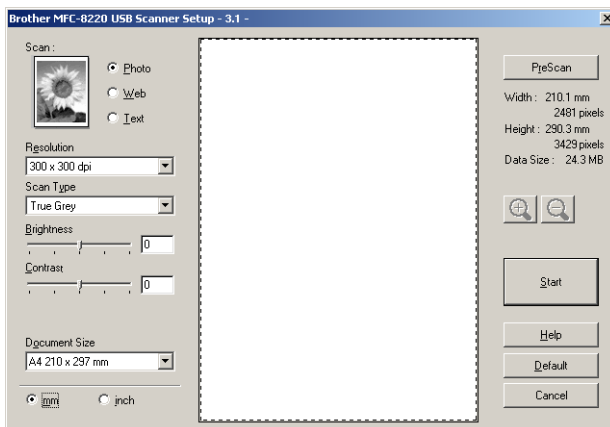 Brother MFC-8220 USB Scanner Setup - 3.1 -
Scan :
Photo
Web
Text
Resolution
300 x 300 dpi
Scan Type
True Grey
Brightness
0
Contrast
0
Document Size
A4 210 x 297 mm
mm
inch
PreScan
Width : 210.1 mm
2481 pixels
Height : 290.3 mm
3429 pixels
Data Size : 24.3 MB
Start
Help
Default
Cancel